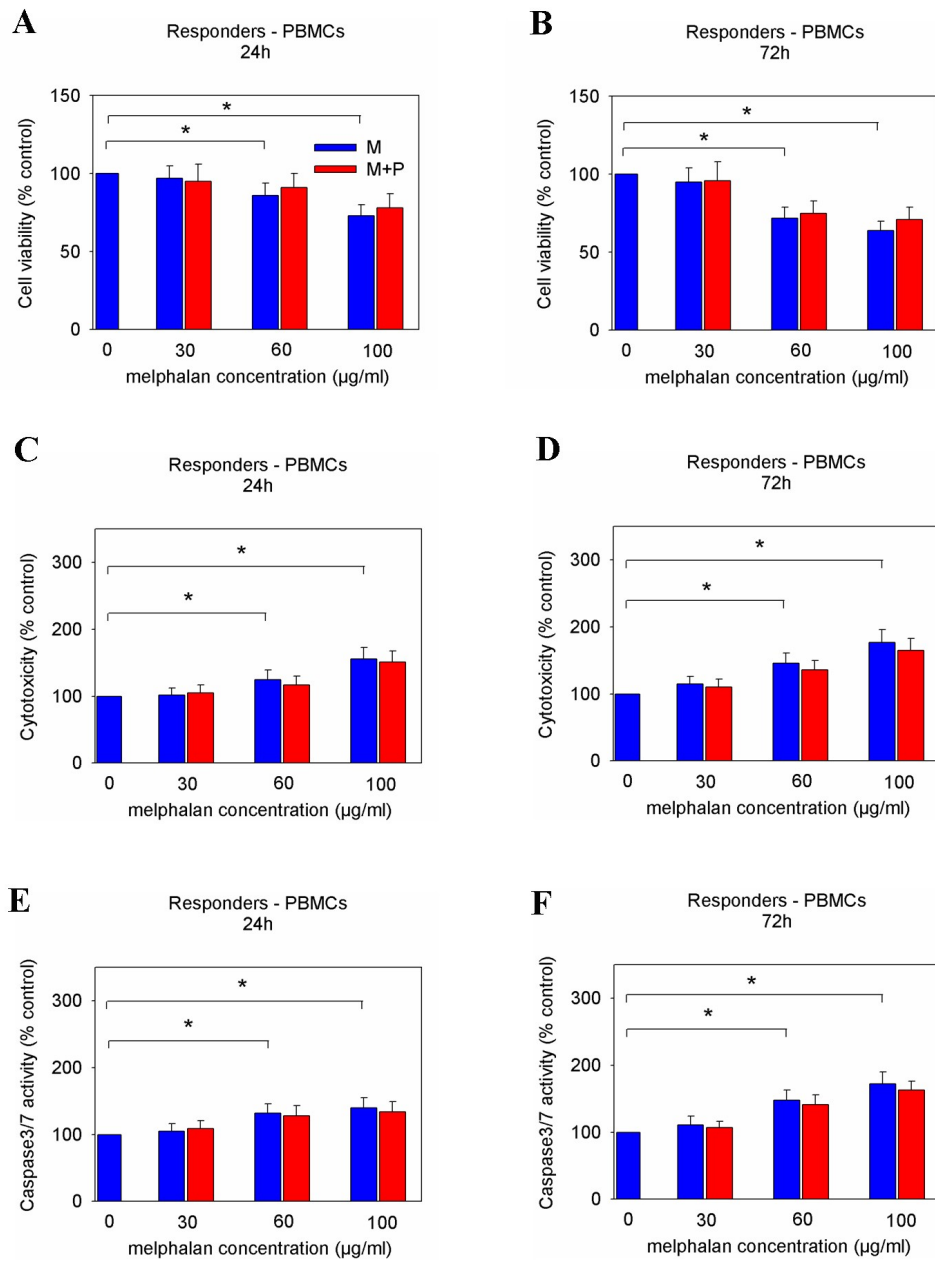 A
Responders - PBMCs
24h
Cell viability (% control)
150
100
50
0
*
*
M
M+P
0 30 60 100
melphalan concentration (µg/ml)
B
Responders - PBMCs
72h
Cell viability (% control)
150
100
50
0
*
*
0 30 60 100
melphalan concentration (µg/ml)
C
Responders - PBMCs
24h
Cytotoxicity (% control)
300
200
100
0
*
*
0 30 60 100
melphalan concentration (µg/ml)
D
Responders - PBMCs
72h
Cytotoxicity (% control)
300
200
100
0
*
*
0 30 60 100
melphalan concentration (µg/ml)
E
Responders - PBMCs
24h
Caspase3/7 activity (% control)
300
200
100
0
*
*
0 30 60 100
melphalan concentration (µg/ml)
F
Responders - PBMCs
72h
Caspase3/7 activity (% control)
300
200
100
0
*
*
0 30 60 100
melphalan concentration (µg/ml)